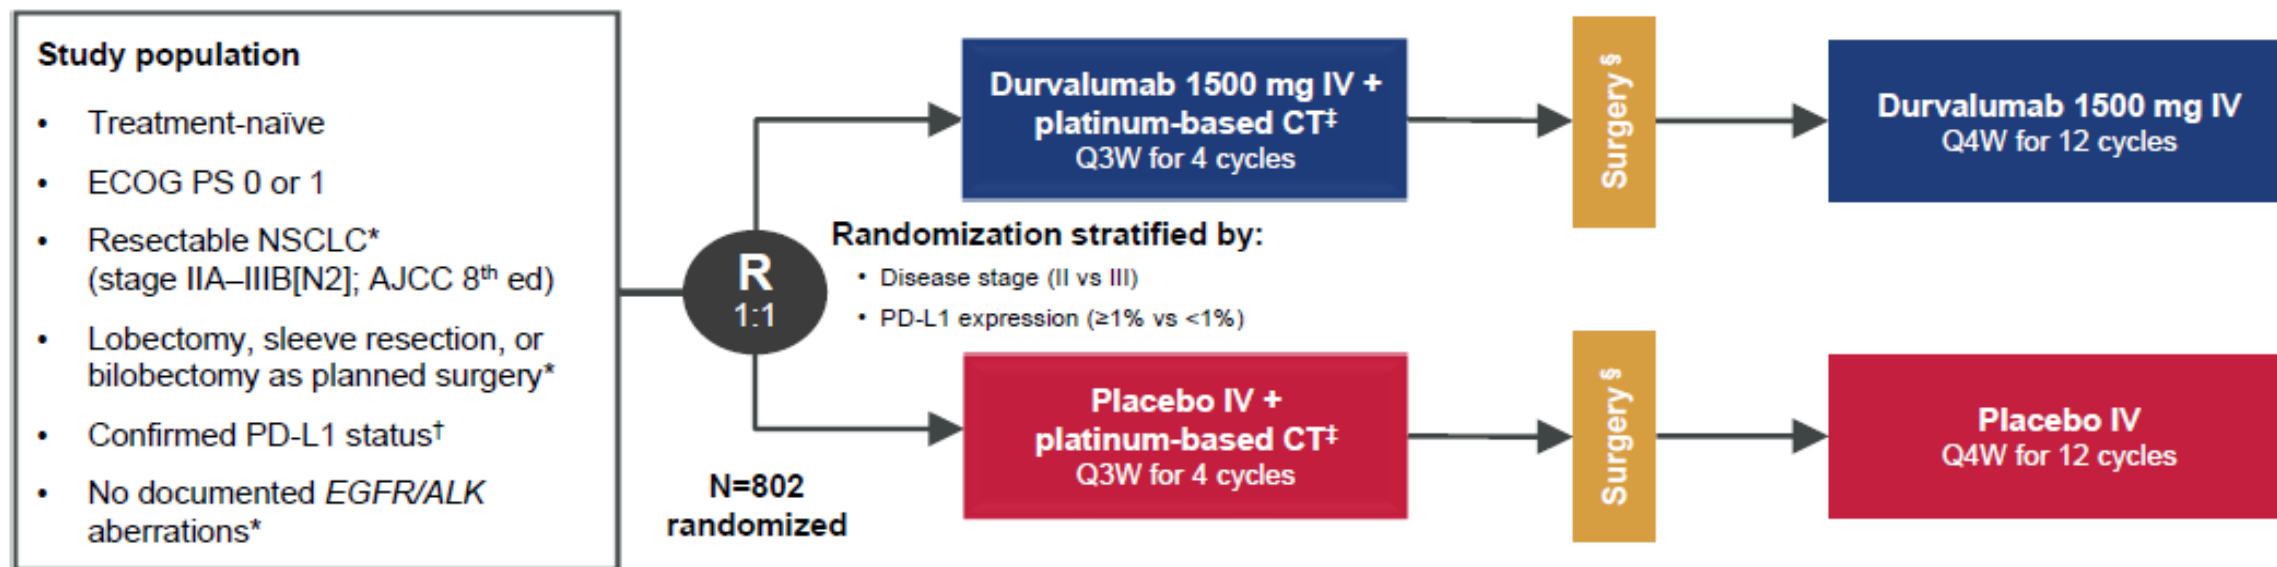 Study population
• Treatment-naïve
• ECOG PS 0 or 1
• Resectable NSCLC*
(stage IIA–IIIB[N2]; AJCC 8th ed)
• Lobectomy, sleeve resection, or
bilobectomy as planned surgery*
• Confirmed PD-L1 status†
• No documented EGFR/ALK
aberrations*
R
1:1
N=802
randomized
Durvalumab 1500 mg IV +
platinum-based CT‡
Q3W for 4 cycles
Surgery§
Durvalumab 1500 mg IV
Q4W for 12 cycles
Randomization stratified by:
• Disease stage (II vs III)
• PD-L1 expression (≥1% vs <1%)
Placebo IV +
platinum-based CT‡
Q3W for 4 cycles
Surgery§
Placebo IV
Q4W for 12 cycles